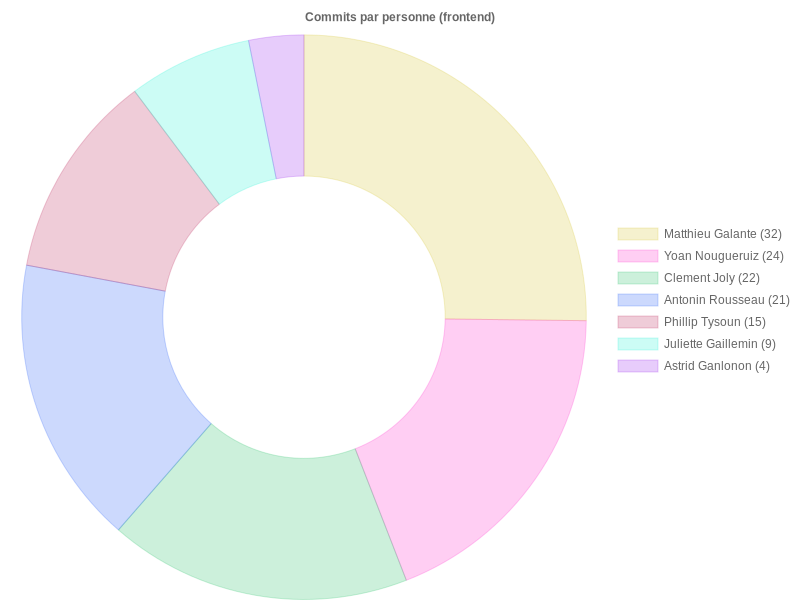 Commits par personne (frontend)
Matthieu Galante (32)
Yoan Nougueruiz (24)
Clement Joly (22)
Antonin Rousseau (21)
Phillip Tysoun (15)
Juliette Gaillemin (9)
Astrid Ganlonon (4)